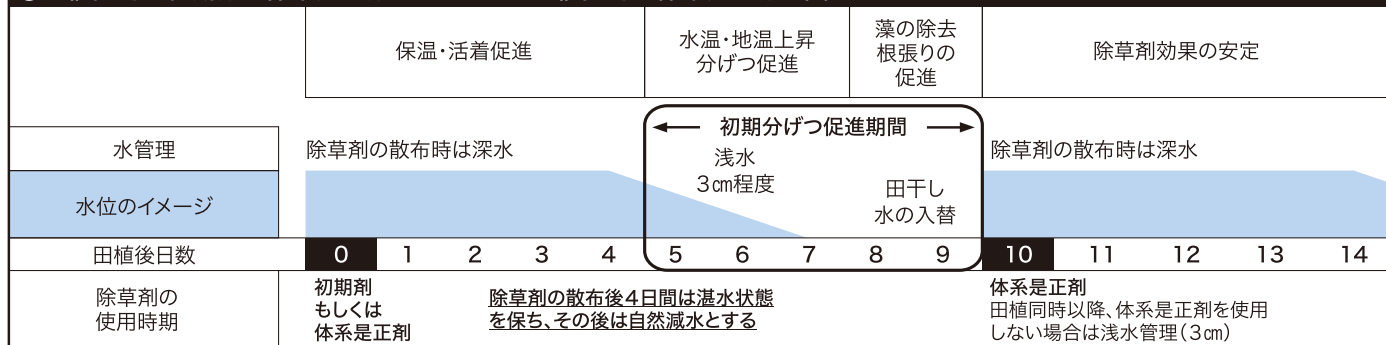 保温・活着促進
水温・地温上昇
分げつ促進
藻の除去
根張りの
促進
除草剤効果の安定
初期分げつ促進期間
水管理
除草剤の散布時は深水
浅水
3㎝程度
田干し
水の入替
除草剤の散布時は深水
水位のイメージ
田植後日数
0 1 2 3 4 5 6 7 8 9 10 11 12 13 14
除草剤の
使用時期
初期剤
もしくは
体系是正剤
除草剤の散布後4日間は湛水状態
を保ち、その後は自然減水とする
体系是正剤
田植同時以降、体系是正剤を使用
しない場合は浅水管理(3㎝)